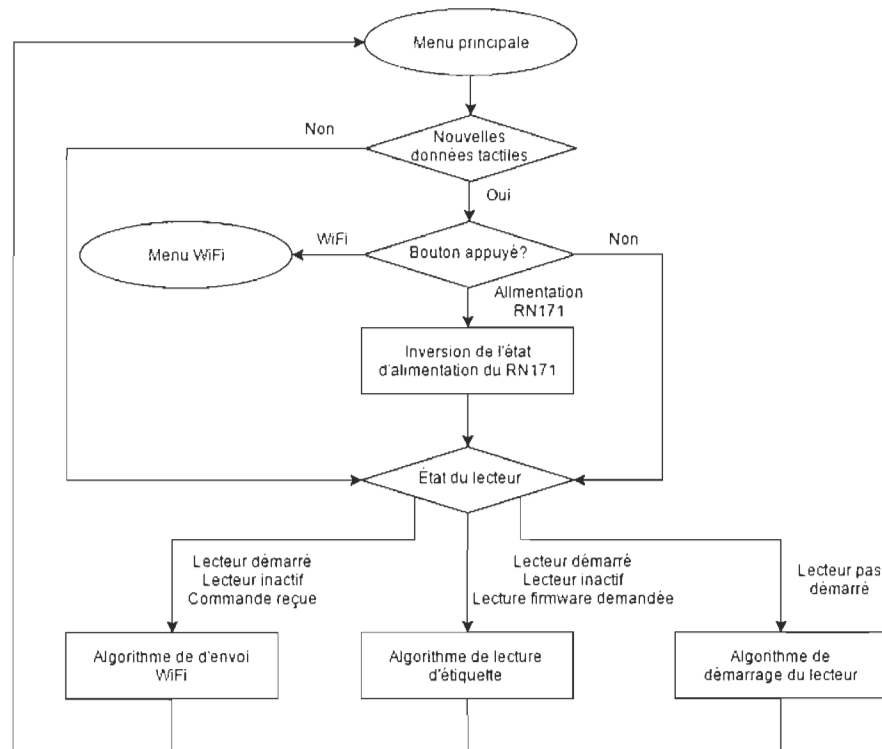 Menu principale
Non
Nouvelles
données tactiles
Oui
Menu WiFi
WiFi
Bouton appuyé?
Non
Alimentation
RN171
Inversion de l'état
d'alimentation du RN171
État du lecteur
Lecteur démarré
Lecteur inactif
Commande reçue
Lecteur démarré
Lecteur inactif
Lecture firmware demandée
Lecteur pas
démarré
Algorithme de d'envoi
WiFi
Algorithme de lecture
d'étiquette
Algorithme de
démarrage du lecteur